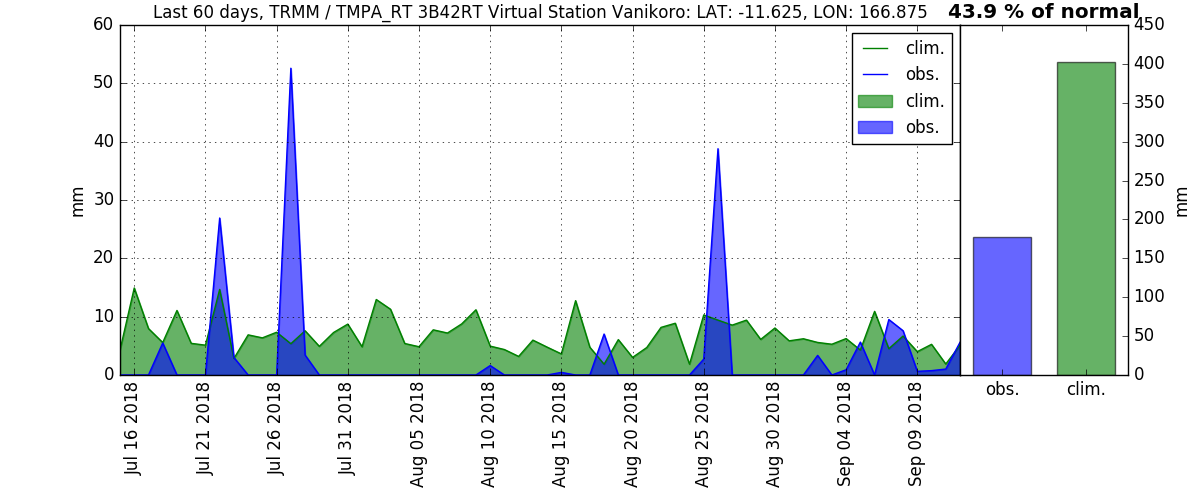 Last 60 days, TRMM / TMPA_RT 3B42RT Virtual Station Vanikoro: LAT: -11.625, LON: 166.875
43.9 % of normal
60
50
40
30
20
10
0
mm
clim.
obs.
clim.
obs.
Jul 16 2018
Jul 21 2018
Jul 26 2018
Jul 31 2018
Aug 05 2018
Aug 10 2018
Aug 15 2018
Aug 20 2018
Aug 25 2018
Aug 30 2018
Sep 04 2018
Sep 09 2018
450
400
350
300
250
200
150
100
50
0
mm
obs.
clim.